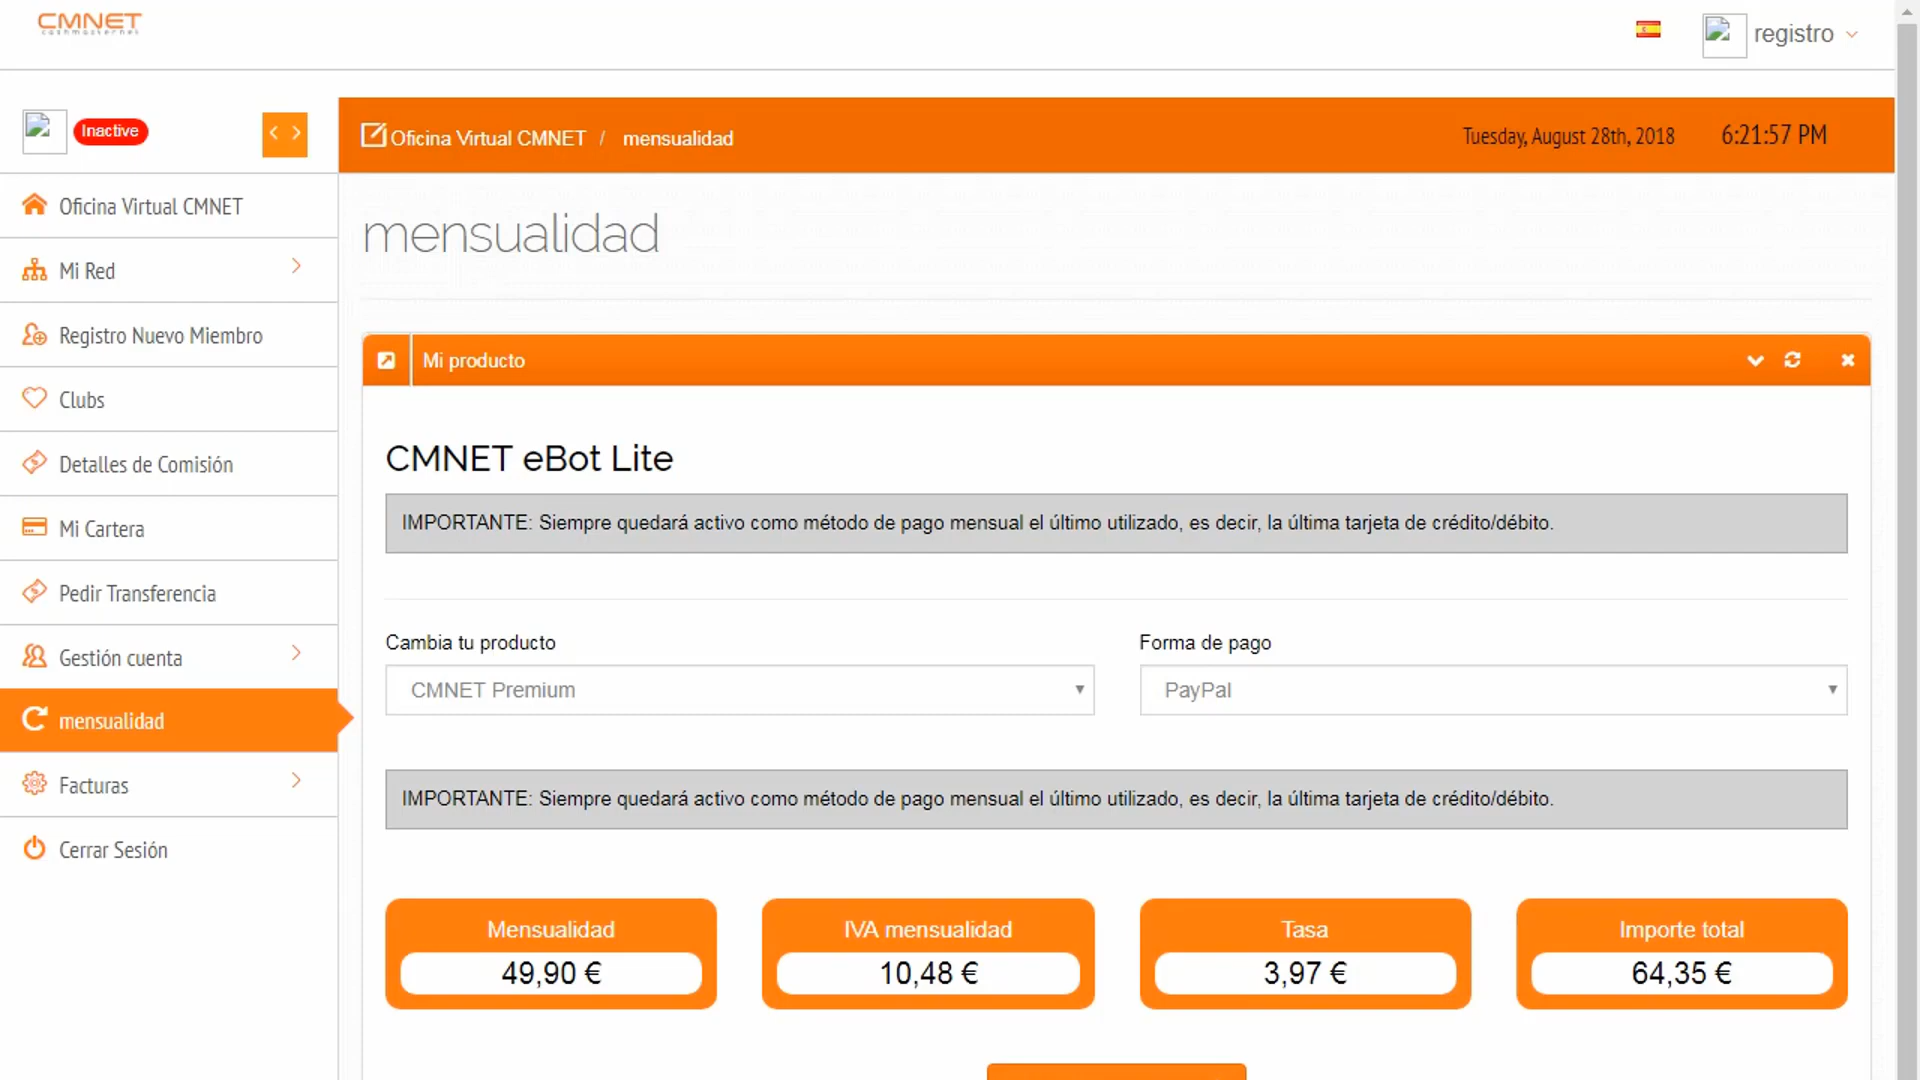 CMNET
cashmasternet
registro
Inactive
Oficina Virtual CMNET / mensualidad
Tuesday, August 28th, 2018 6:21:57 PM
Oficina Virtual CMNET
Mi Red
Registro Nuevo Miembro
Clubs
Detalles de Comisión
Mi Cartera
Pedir Transferencia
Gestión cuenta
mensualidad
Facturas
Cerrar Sesión
mensualidad
Mi producto
CMNET eBot Lite
IMPORTANTE: Siempre quedará activo como método de pago mensual el último utilizado, es decir, la última tarjeta de crédito/débito.
Cambia tu producto
CMNET Premium
Forma de pago
PayPal
IMPORTANTE: Siempre quedará activo como método de pago mensual el último utilizado, es decir, la última tarjeta de crédito/débito.
Mensualidad
49,90 €
IVA mensualidad
10,48 €
Tasa
3,97 €
Importe total
64,35 €